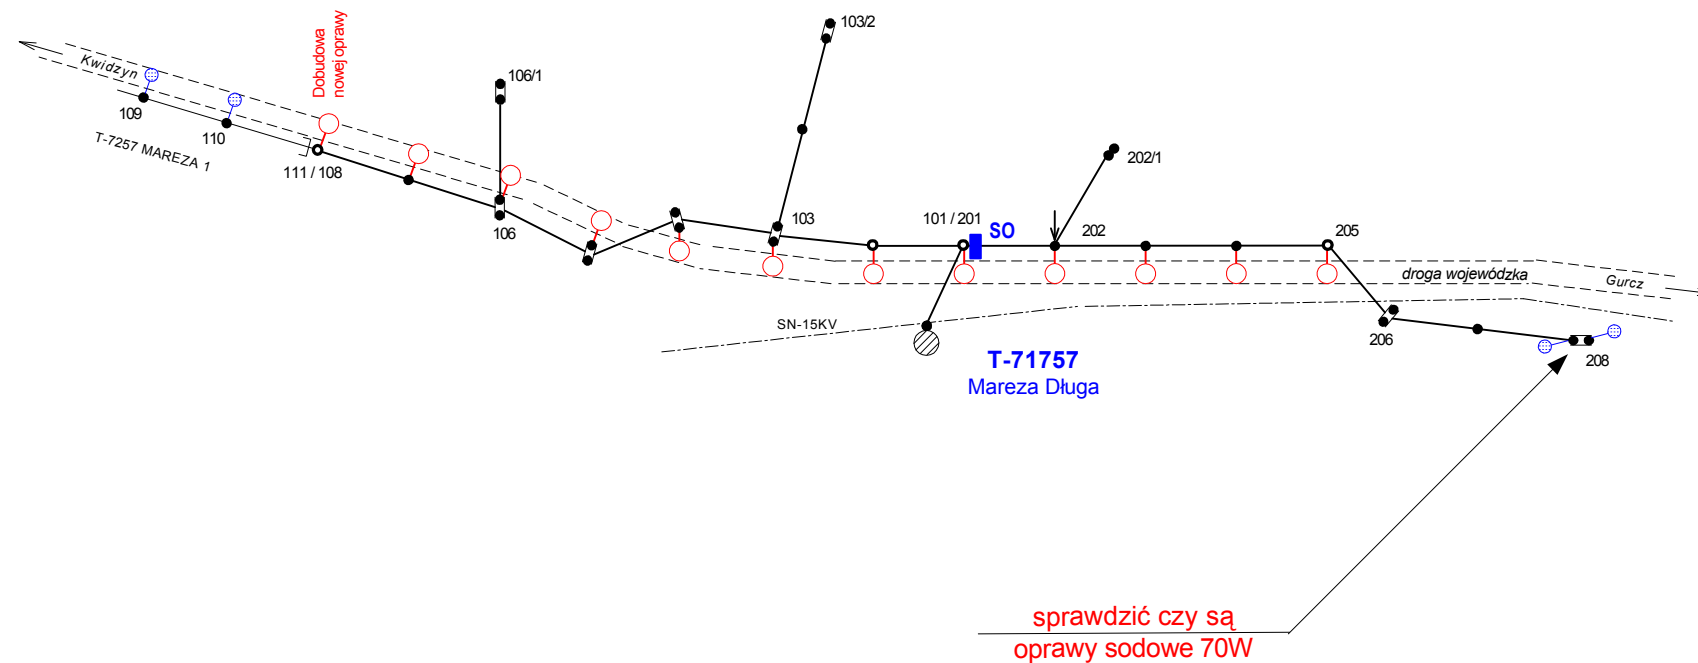 Kwidzyn
109
110
T-7257 MAREZA 1
Dobudowa
nowej oprawy
111 / 108
106/1
106
103/2
103
101 / 201
SO
202/1
202
205
droga wojewódzka
Gurcz
SN-15KV
T-71757
Mareza Długa
206
208
sprawdzić czy są
oprawy sodowe 70W